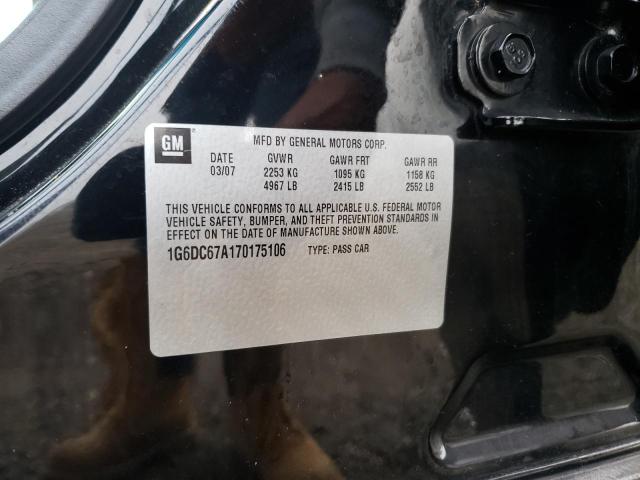 GM MFD BY GENERAL MOTORS CORP.
DATE GVWR GAWR FRT GAWR RR
03/07 2253 KG 1095 KG 1158 KG
4967 LB 2415 LB 2552 LB
THIS VEHICLE CONFORMS TO ALL APPLICABLE U.S. FEDERAL MOTOR
VEHICLE SAFETY, BUMPER, AND THEFT PREVENTION STANDARDS IN
EFFECT ON THE DATE OF MANUFACTURE SHOWN ABOVE.
1G6DC67A170175106 TYPE: PASS CAR